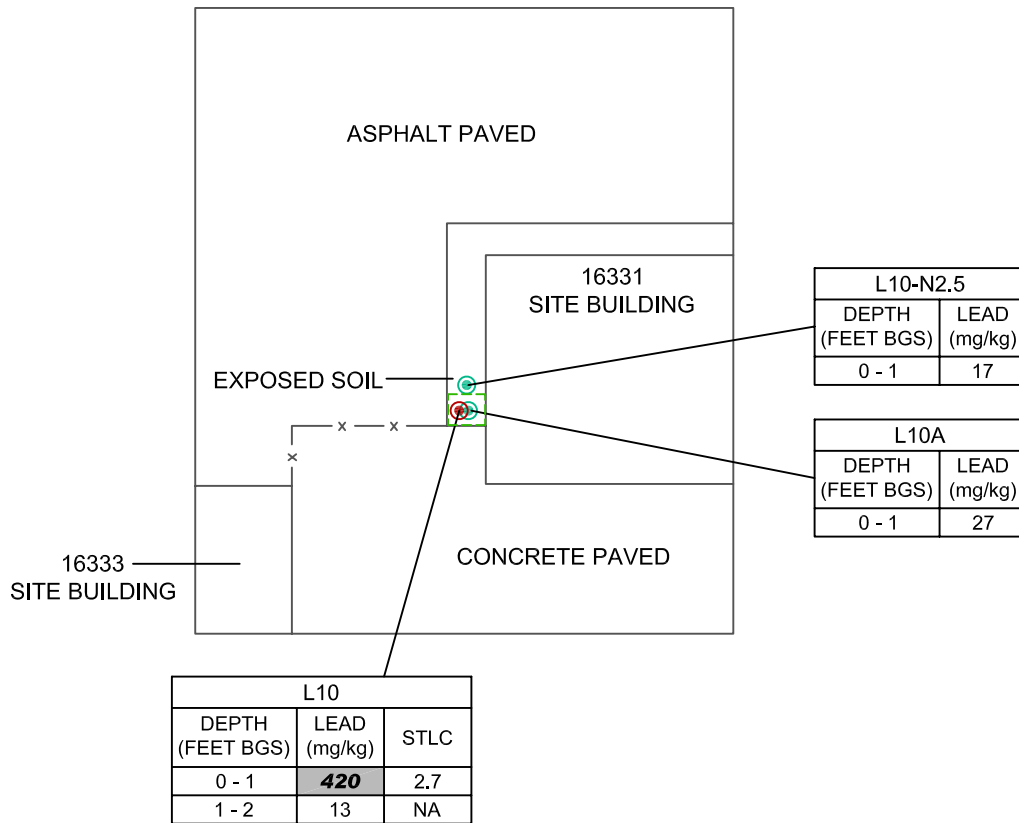 ASPHALT PAVED
16331
SITE BUILDING
L10-N2.5
DEPTH
(FEET BGS)
LEAD
(mg/kg)
0 - 1
17
EXPOSED SOIL
x x
x
L10A
DEPTH
(FEET BGS)
LEAD
(mg/kg)
0 - 1
27
16333
SITE BUILDING
CONCRETE PAVED
L10
DEPTH
(FEET BGS)
LEAD
(mg/kg)
STLC
0 - 1
420
2.7
1 - 2
13
NA